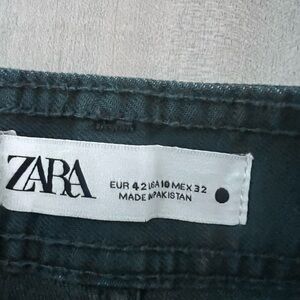 ZARA
EUR 42 USA 10 MEX 32
MADE IN PAKISTAN